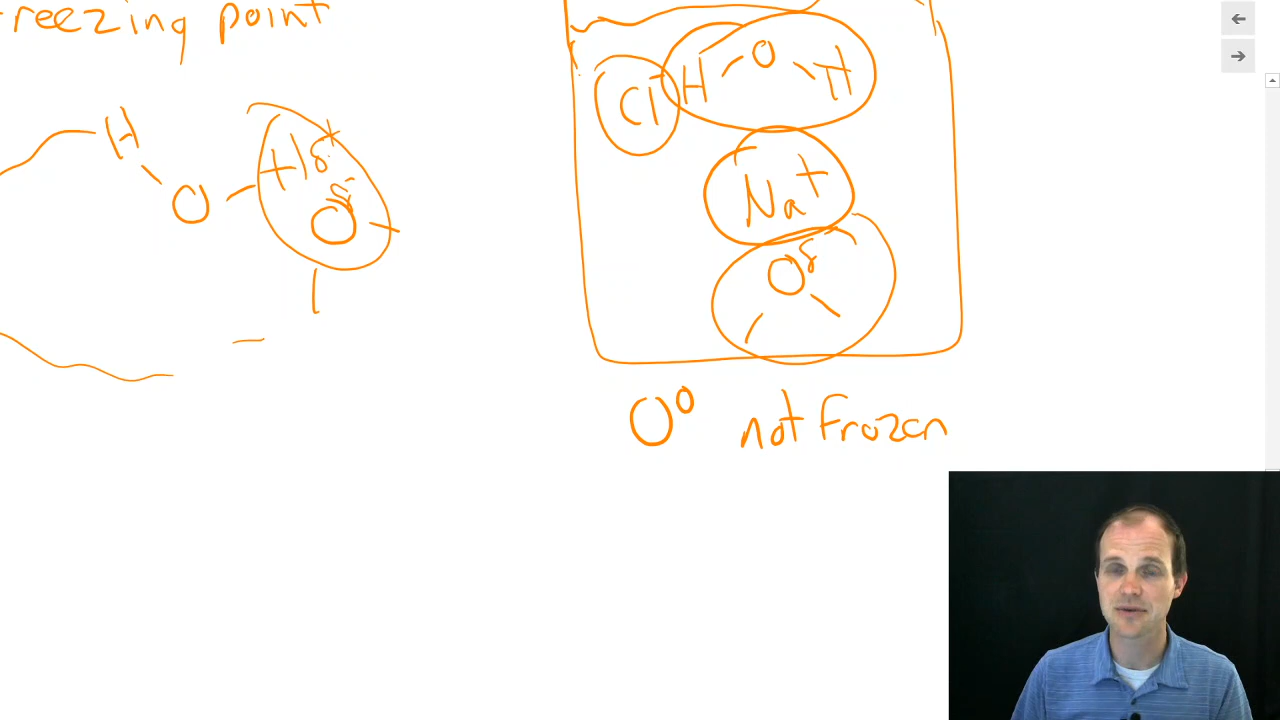 reezing point
H
O
H δ+
O δ-
Cl-
H O H
Na+
O δ-
0° not frozen